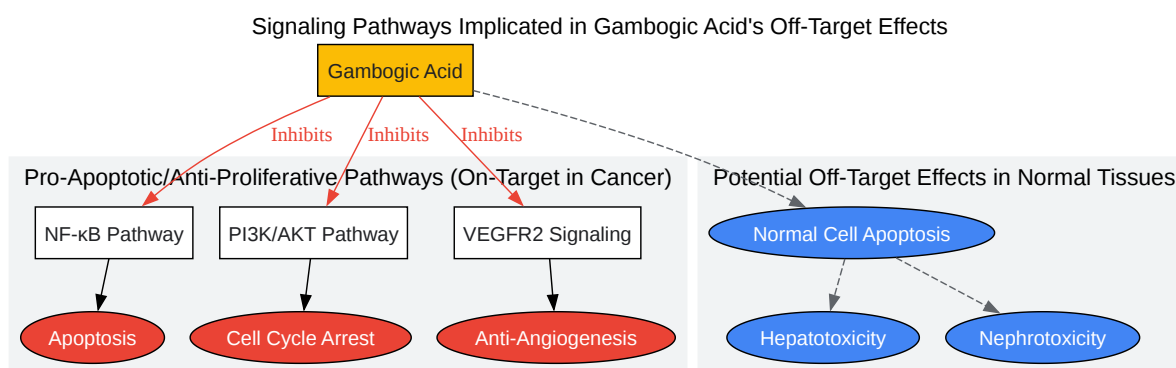 Signaling Pathways Implicated in Gambogic Acid's Off-Target Effects
Gambogic Acid
Inhibits
Inhibits
Inhibits
Pro-Apoptotic/Anti-Proliferative Pathways (On-Target in Cancer)
Potential Off-Target Effects in Normal Tissues
NF-κB Pathway
PI3K/AKT Pathway
VEGFR2 Signaling
Normal Cell Apoptosis
Apoptosis
Cell Cycle Arrest
Anti-Angiogenesis
Hepatotoxicity
Nephrotoxicity